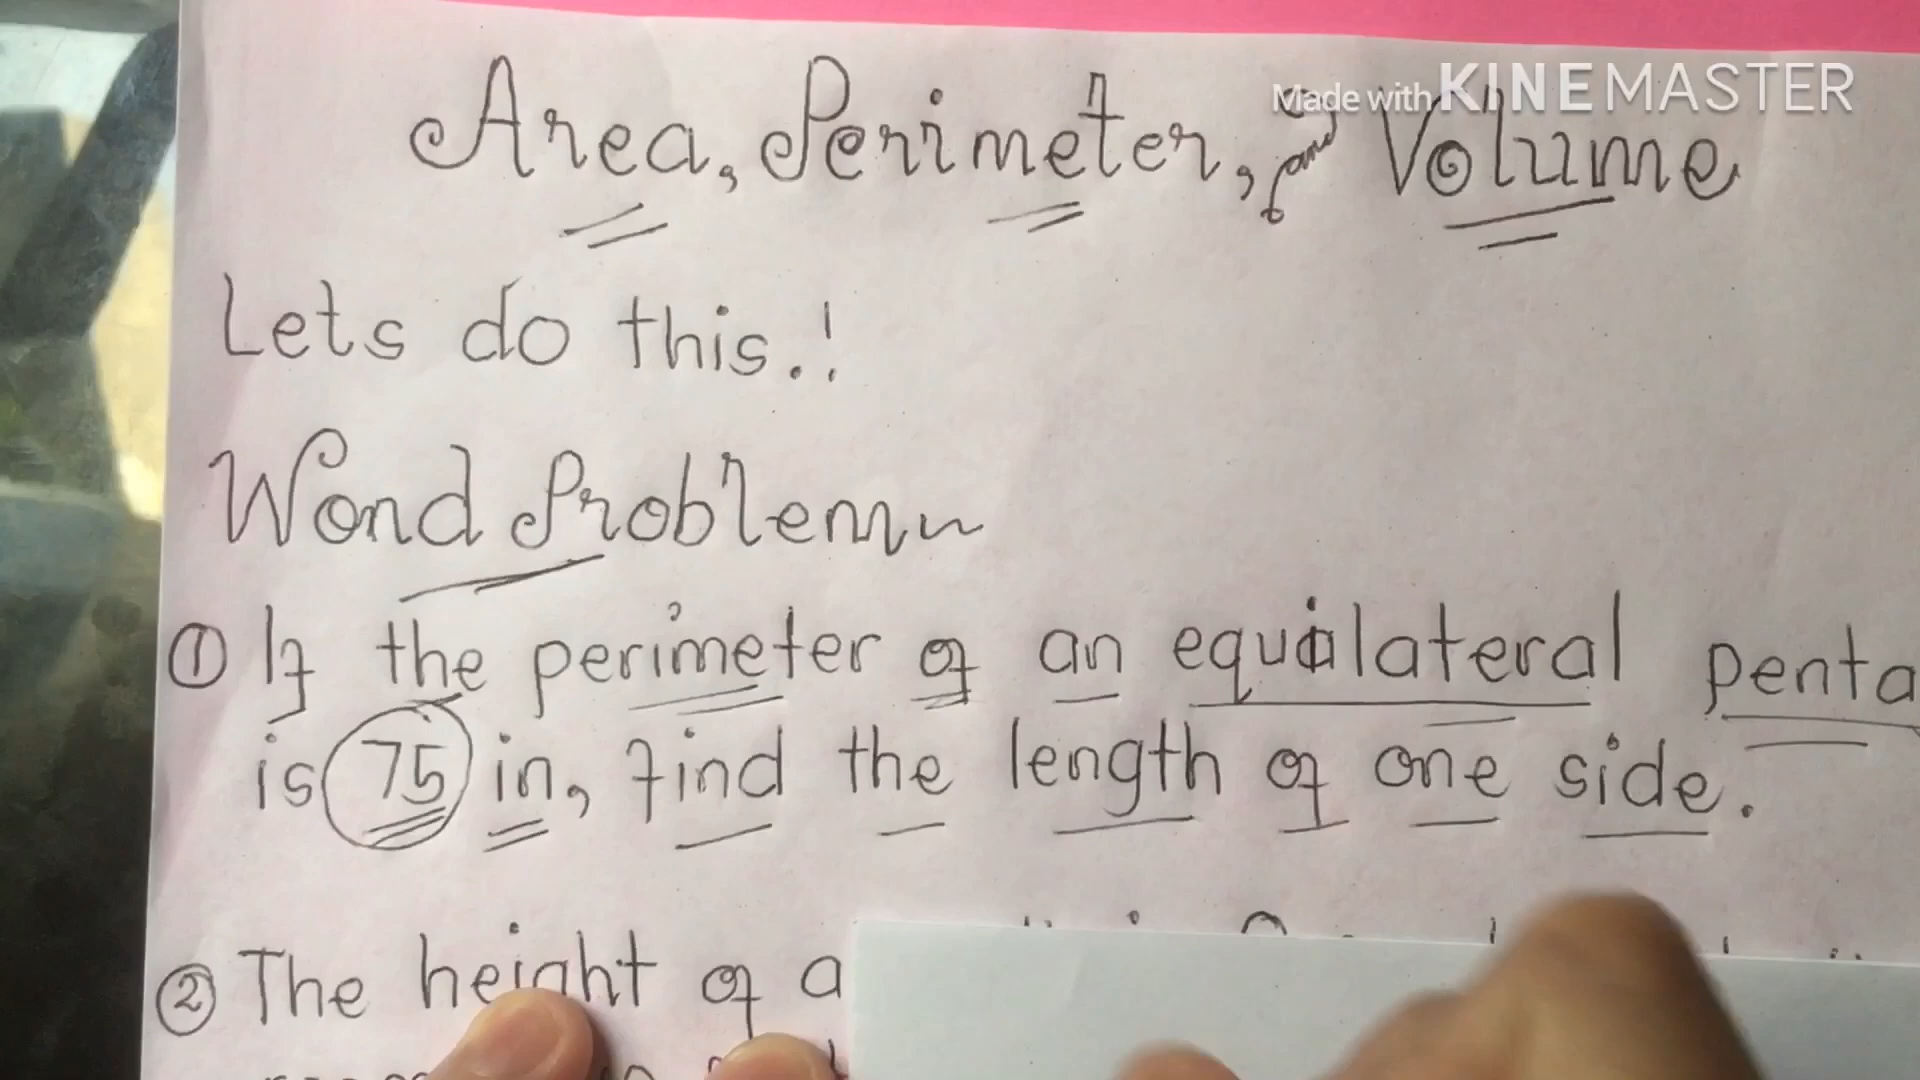 Made with KINEMASTER
Area, Perimeter, and Volume
Lets do this.!
Word Problem
① If the perimeter of an equilateral penta
is 75 in, find the length of one side.
② The height of a